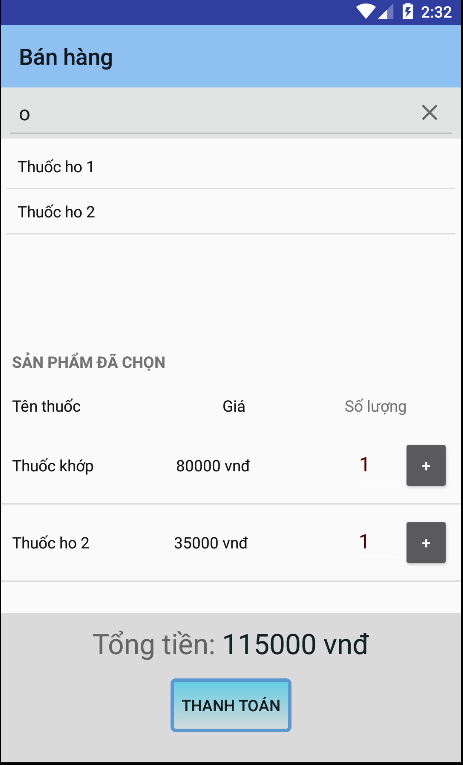 2:32
Bán hàng
o
Thuốc ho 1
Thuốc ho 2
SẢN PHẨM ĐÃ CHỌN
Tên thuốc Giá Số lượng
Thuốc khớp 80000 vnđ 1 +
Thuốc ho 2 35000 vnđ 1 +
Tổng tiền: 115000 vnđ
THANH TOÁN